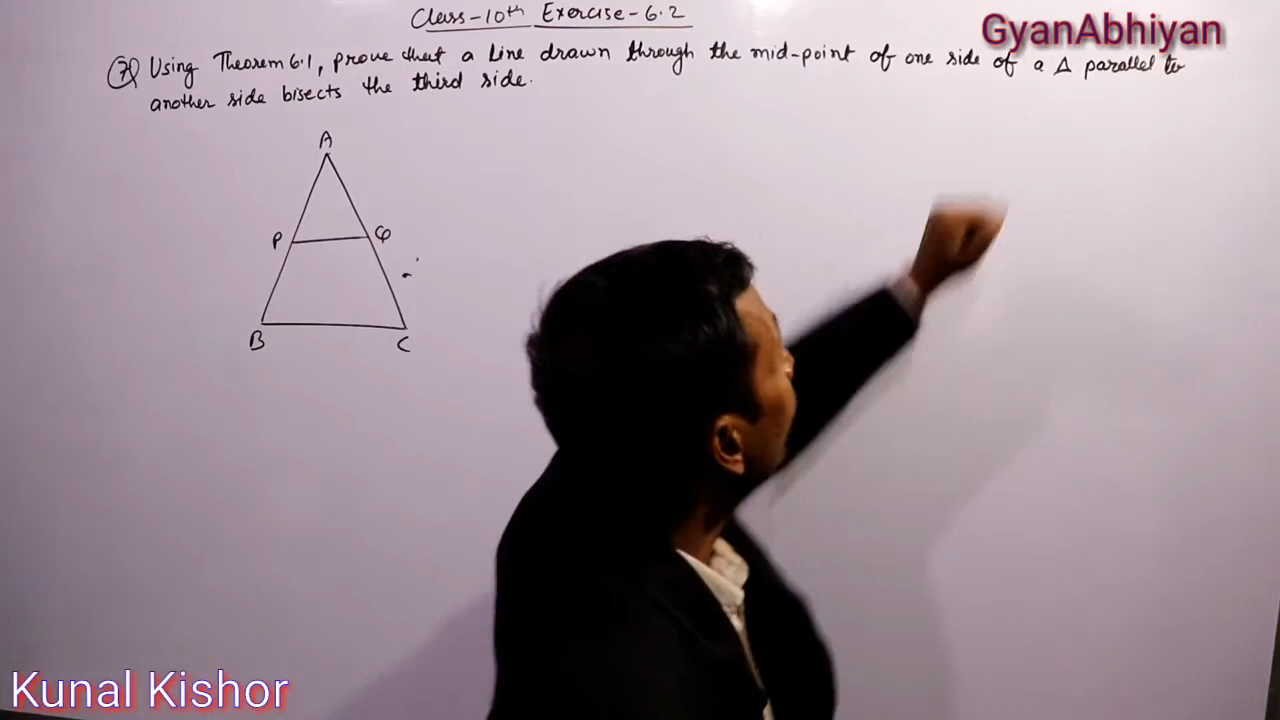 Class-10th Exercise-6.2
GyanAbhiyan
7 Using Theorem 6.1, prove that a line drawn through the mid-point of one side of a Δ parallel to
another side bisects the third side.
A
P Q
B C
Kunal Kishor